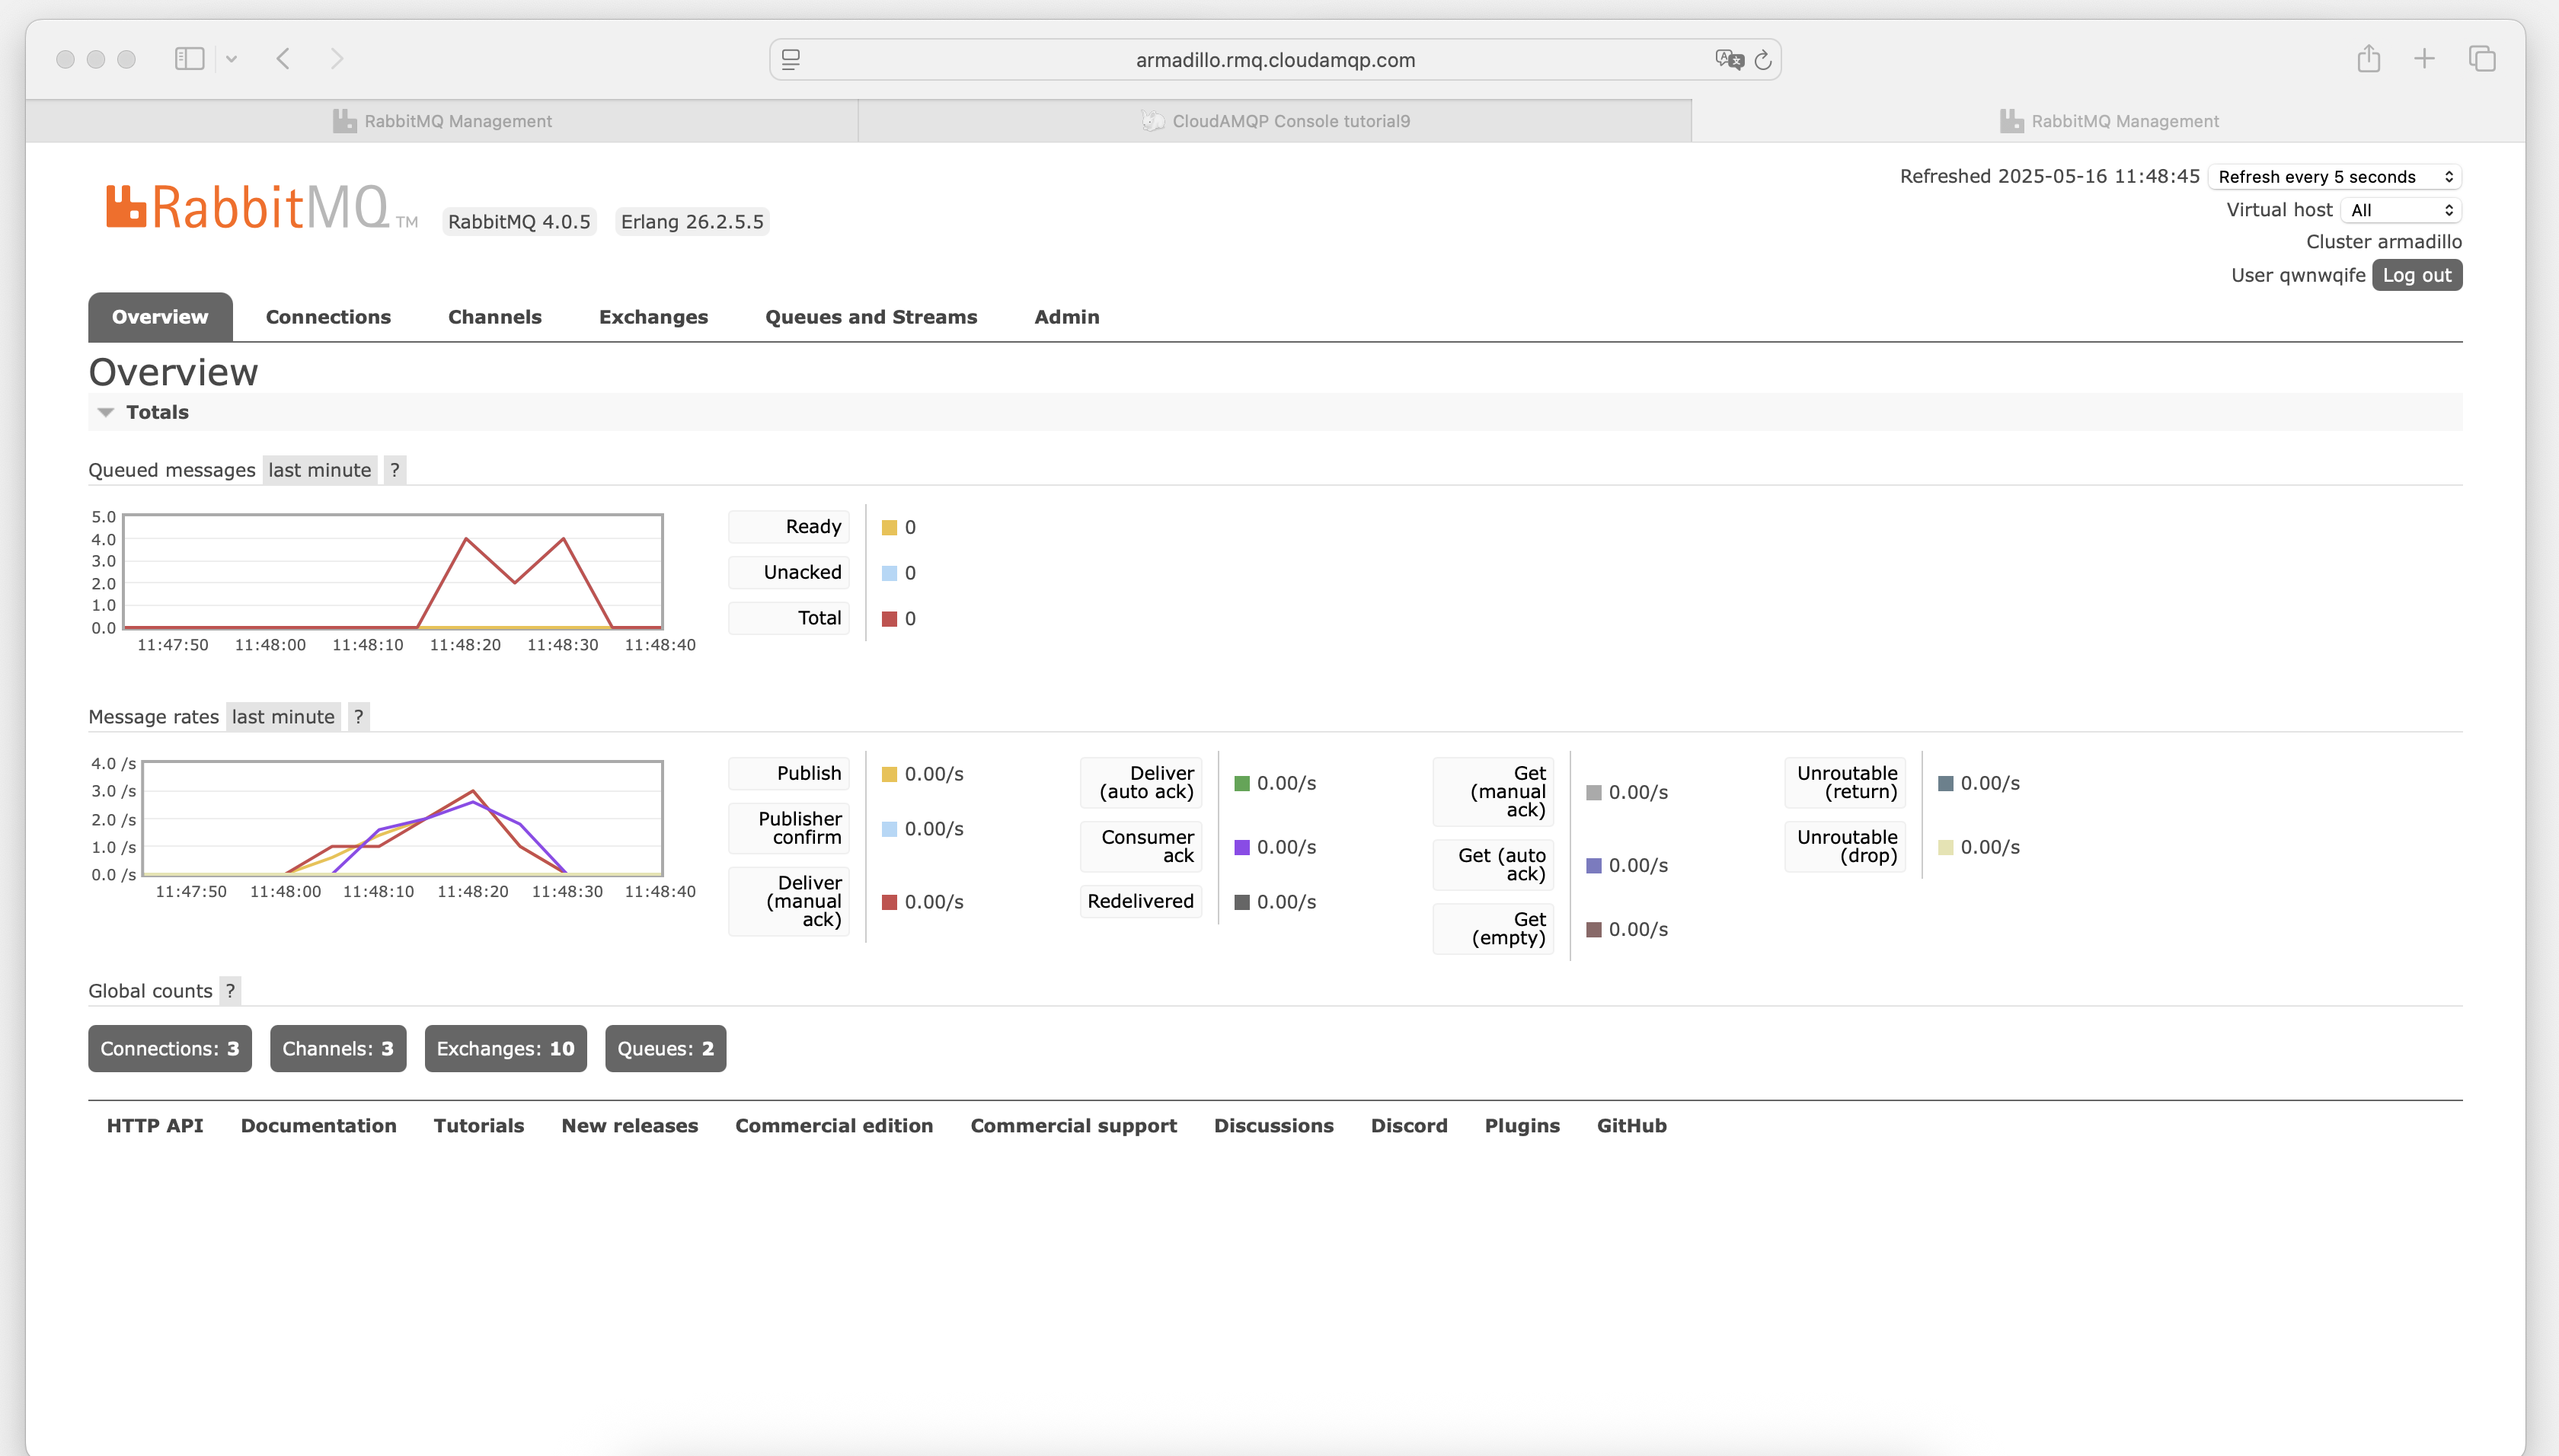 armadillo.rmq.cloudamqp.com
RabbitMQ Management
CloudAMQP Console tutorial9
RabbitMQ Management
Refreshed 2025-05-16 11:48:45 Refresh every 5 seconds
Virtual host All
Cluster armadillo
User qwnwqife Log out
RabbitMQ TM RabbitMQ 4.0.5 Erlang 26.2.5.5
Overview Connections Channels Exchanges Queues and Streams Admin
Overview
Totals
Queued messages last minute ?
5.0
4.0
3.0
2.0
1.0
0.0
11:47:50 11:48:00 11:48:10 11:48:20 11:48:30 11:48:40
Ready 0
Unacked 0
Total 0
Message rates last minute ?
4.0 /s
3.0 /s
2.0 /s
1.0 /s
0.0 /s
11:47:50 11:48:00 11:48:10 11:48:20 11:48:30 11:48:40
Publish 0.00/s
Publisher
confirm 0.00/s
Deliver
(manual
ack) 0.00/s
Deliver
(auto ack) 0.00/s
Consumer
ack 0.00/s
Redelivered 0.00/s
Get
(manual
ack) 0.00/s
Get (auto
ack) 0.00/s
Get
(empty) 0.00/s
Unroutable
(return) 0.00/s
Unroutable
(drop) 0.00/s
Global counts ?
Connections: 3 Channels: 3 Exchanges: 10 Queues: 2
HTTP API Documentation Tutorials New releases Commercial edition Commercial support Discussions Discord Plugins GitHub